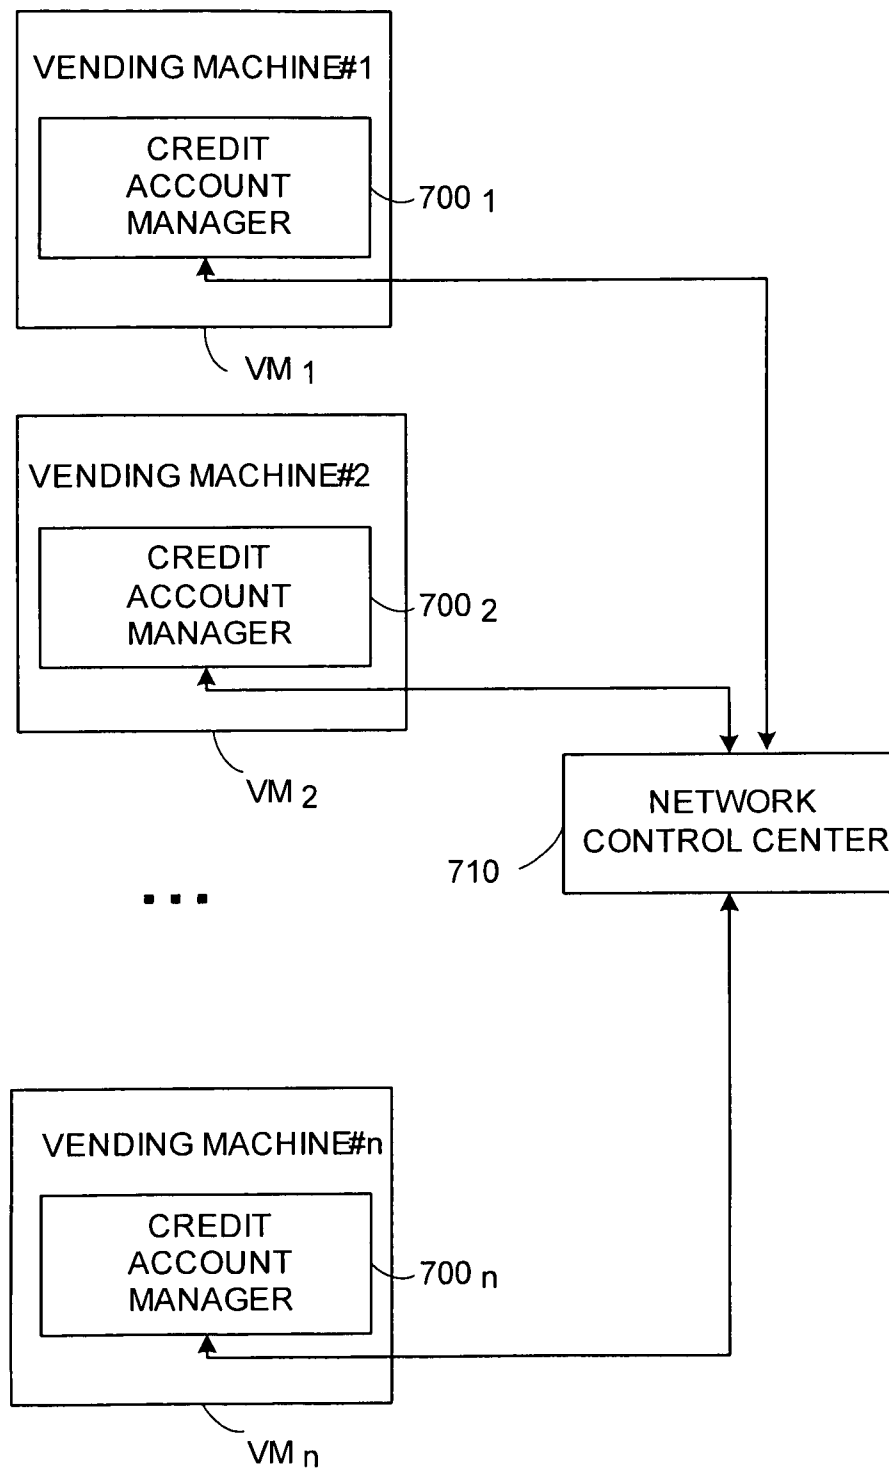 VENDING MACHINE#1
CREDIT
ACCOUNT
MANAGER
700 1
VM 1
VENDING MACHINE#2
CREDIT
ACCOUNT
MANAGER
700 2
VM 2
NETWORK
CONTROL CENTER
710
...
VENDING MACHINE#n
CREDIT
ACCOUNT
MANAGER
700 n
VM n